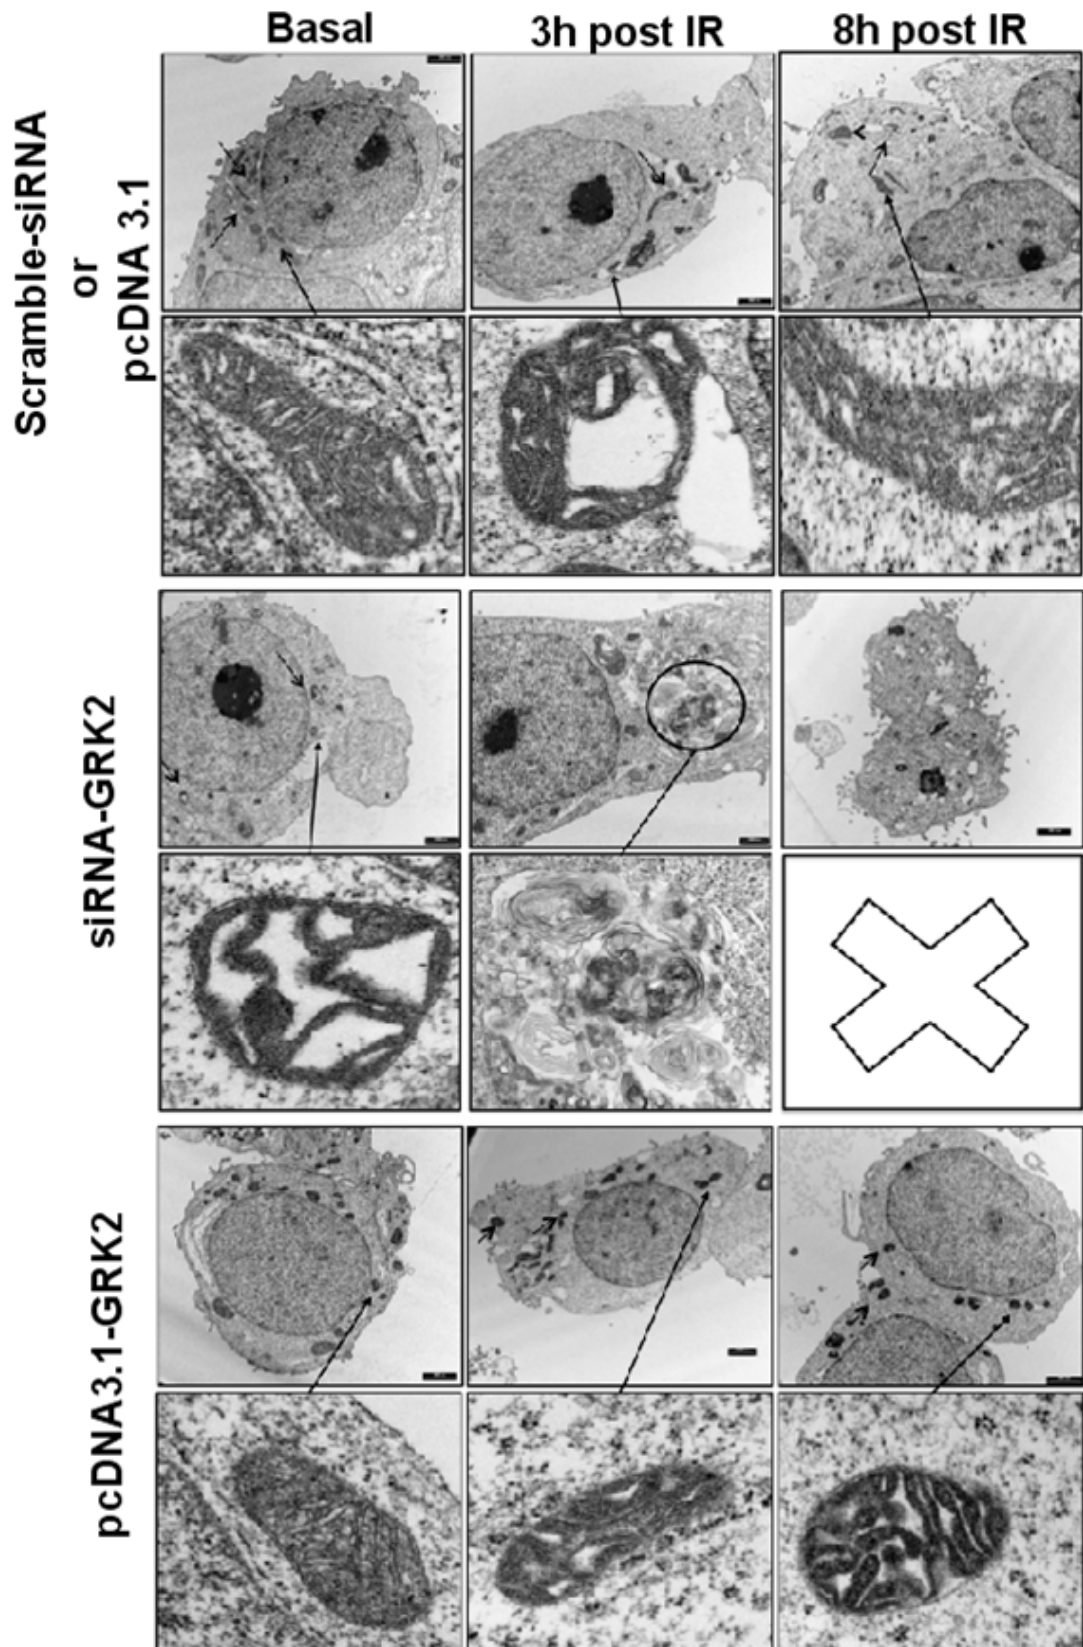 Basal
3h post IR
8h post IR
Scramble-siRNA
or
pcDNA 3.1
siRNA-GRK2
pcDNA3.1-GRK2